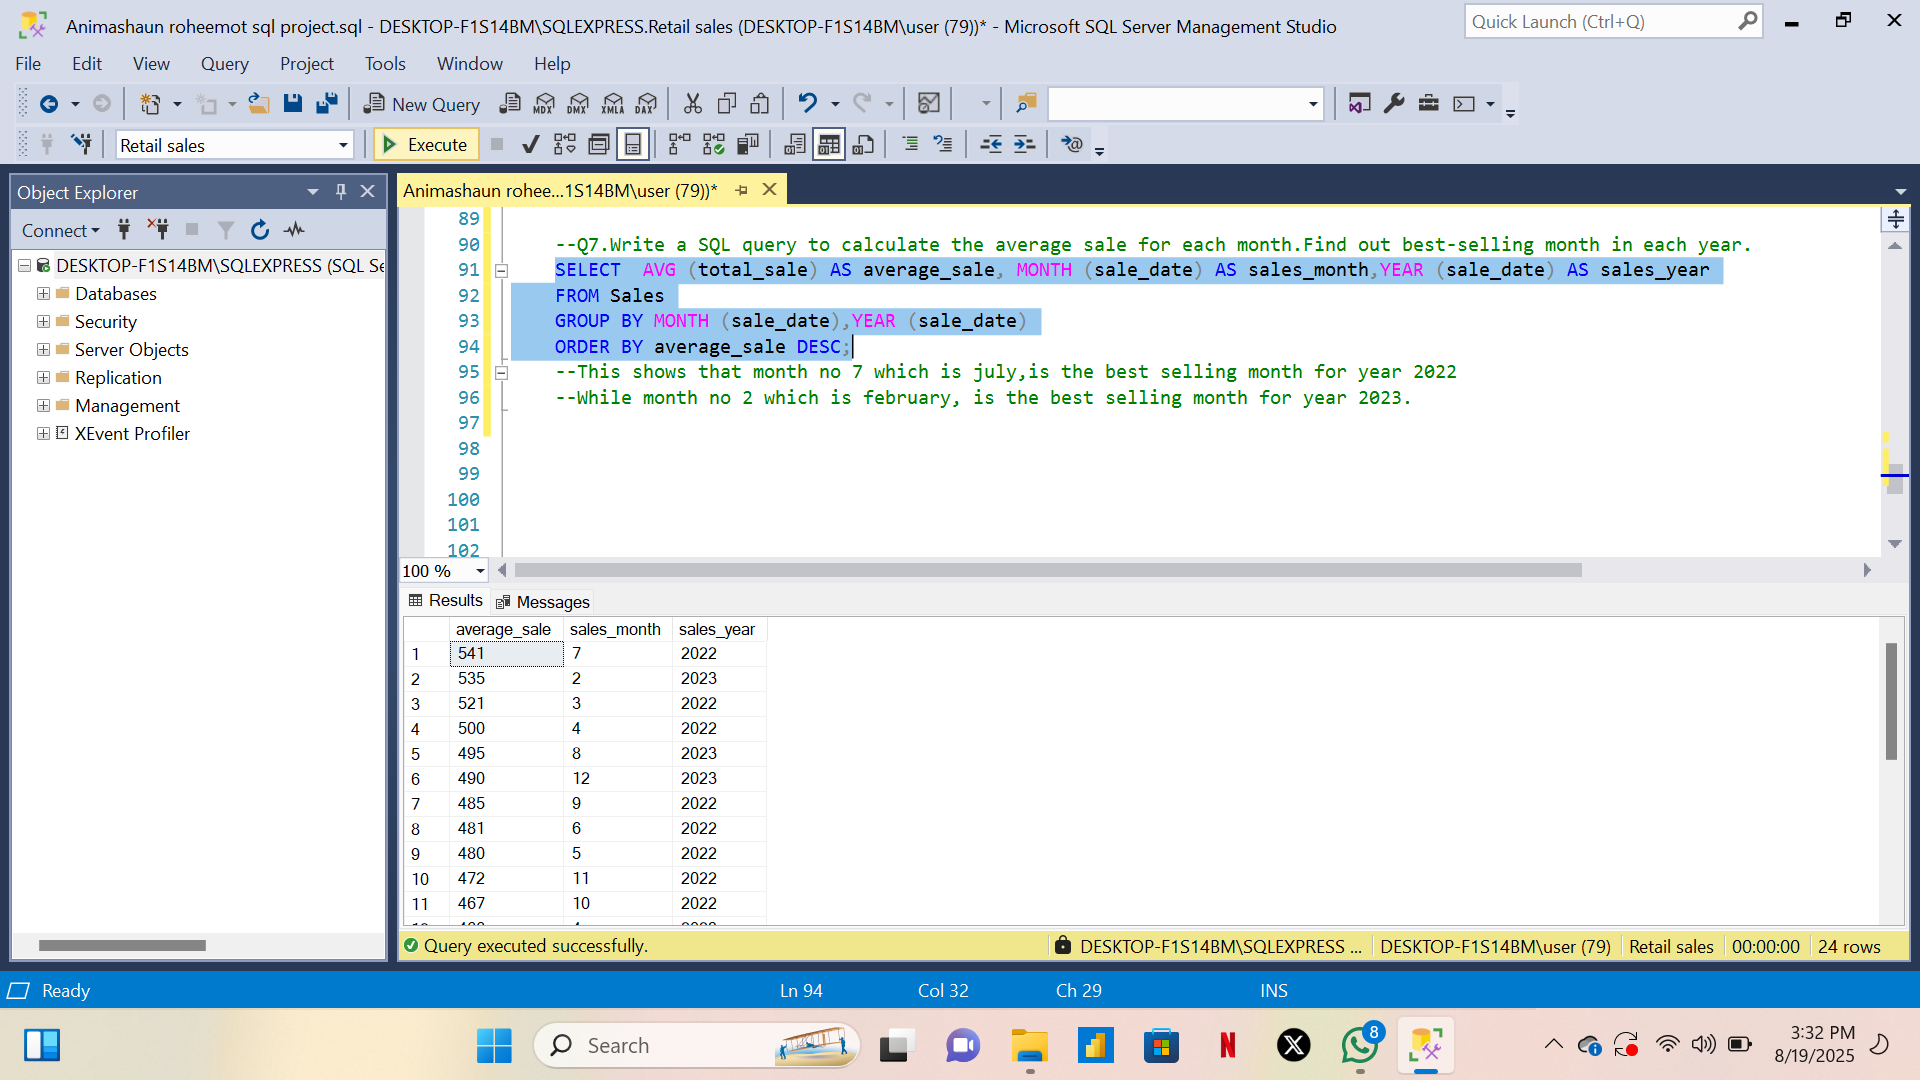 Animashaun roheemot sql project.sql - DESKTOP-F1S14BM\SQLEXPRESS.Retail sales (DESKTOP-F1S14BM\user (79))* - Microsoft SQL Server Management Studio
Quick Launch (Ctrl+Q)
File Edit View Query Project Tools Window Help
New Query MDX DMX XMLA DAX
Retail sales Execute
Object Explorer
Animashaun rohee...1S14BM\user (79))*
Connect
DESKTOP-F1S14BM\SQLEXPRESS (SQL Se
Databases
Security
Server Objects
Replication
Management
XEvent Profiler
89
90 --Q7.Write a SQL query to calculate the average sale for each month.Find out best-selling month in each year.
91 SELECT  AVG (total_sale) AS average_sale, MONTH (sale_date) AS sales_month,YEAR (sale_date) AS sales_year
92 FROM Sales
93 GROUP BY MONTH (sale_date),YEAR (sale_date)
94 ORDER BY average_sale DESC;
95 --This shows that month no 7 which is july,is the best selling month for year 2022
96 --While month no 2 which is february, is the best selling month for year 2023.
97
98
99
100
101
102
100 %
Results Messages
average_sale sales_month sales_year
1 541 7 2022
2 535 2 2023
3 521 3 2022
4 500 4 2022
5 495 8 2023
6 490 12 2023
7 485 9 2022
8 481 6 2022
9 480 5 2022
10 472 11 2022
11 467 10 2022
Query executed successfully. DESKTOP-F1S14BM\SQLEXPRESS ... DESKTOP-F1S14BM\user (79) Retail sales 00:00:00 24 rows
Ready Ln 94 Col 32 Ch 29 INS
Search
8
3:32 PM
8/19/2025